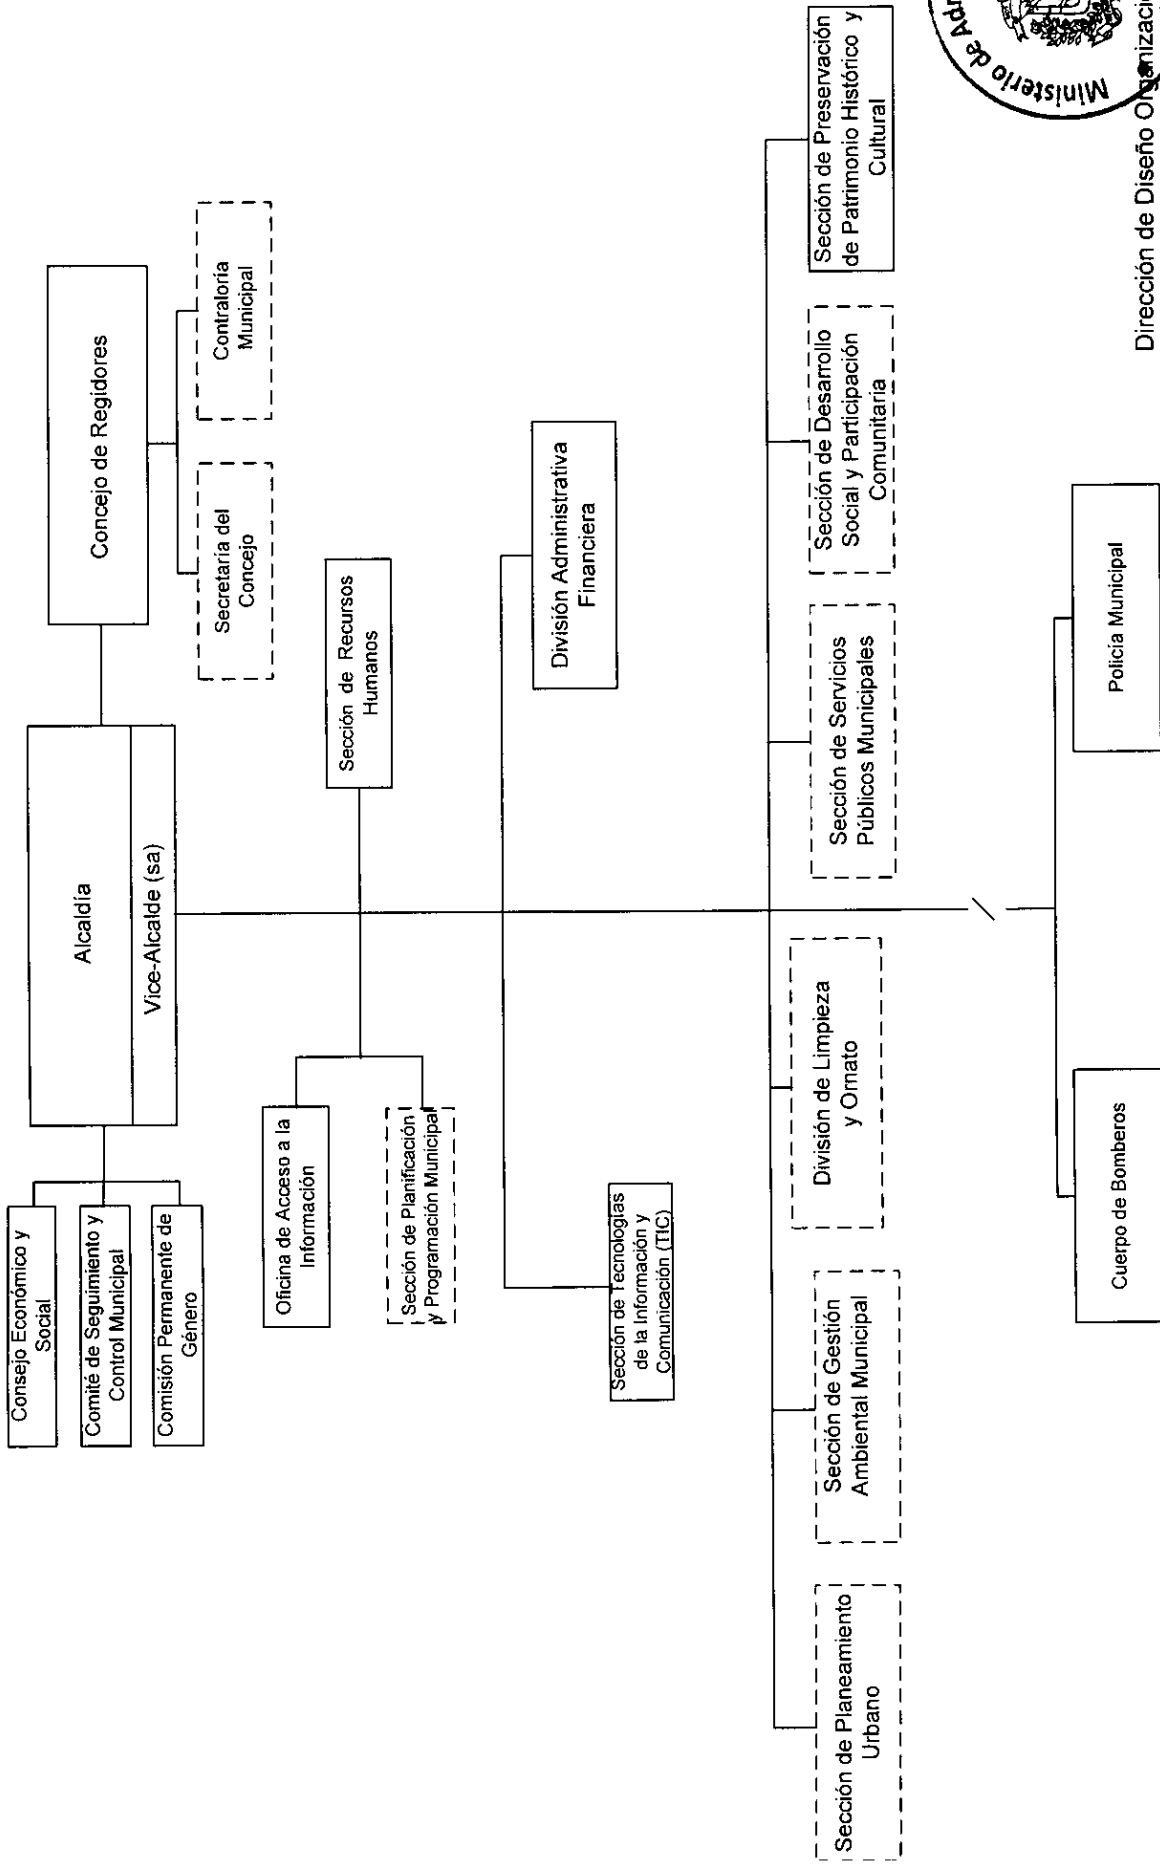 Alcaldía
Vice-Alcalde (sa)
Concejo de Regidores
Secretaría del
Concejo
Contraloría
Municipal
Consejo Económico y
Social
Comité de Seguimiento y
Control Municipal
Comisión Permanente de
Género
Oficina de Acceso a la
Información
Sección de Planificación
y Programación Municipal
Sección de Recursos
Humanos
Sección de Tecnologías
de la Información y
Comunicación (TIC)
División Administrativa
Financiera
Sección de Planeamiento
Urbano
Sección de Gestión
Ambiental Municipal
División de Limpieza
y Ornato
Sección de Servicios
Públicos Municipales
Sección de Desarrollo
Social y Participación
Comunitaria
Sección de Preservación
de Patrimonio Histórico y
Cultural
Cuerpo de Bomberos
Policía Municipal
Ministerio de
Dirección de Diseño